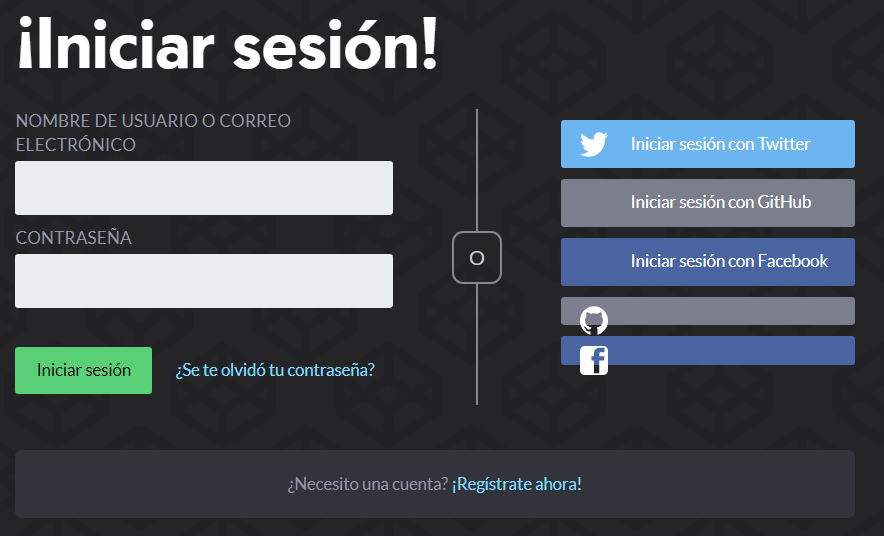 ¡Iniciar sesión!
NOMBRE DE USUARIO O CORREO
ELECTRÓNICO
CONTRASEÑA
Iniciar sesión
¿Se te olvidó tu contraseña?
O
Iniciar sesión con Twitter
Iniciar sesión con GitHub
Iniciar sesión con Facebook
¿Necesito una cuenta? ¡Regístrate ahora!